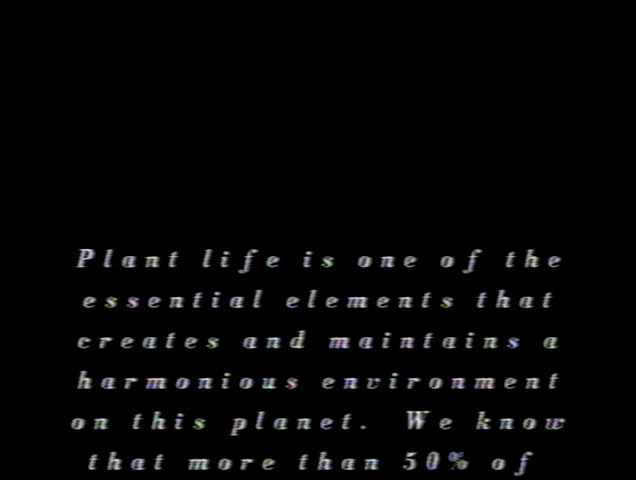 Plant life is one of the
essential elements that
creates and maintains a
harmonious environment
on this planet.  We know
that more than 50% of